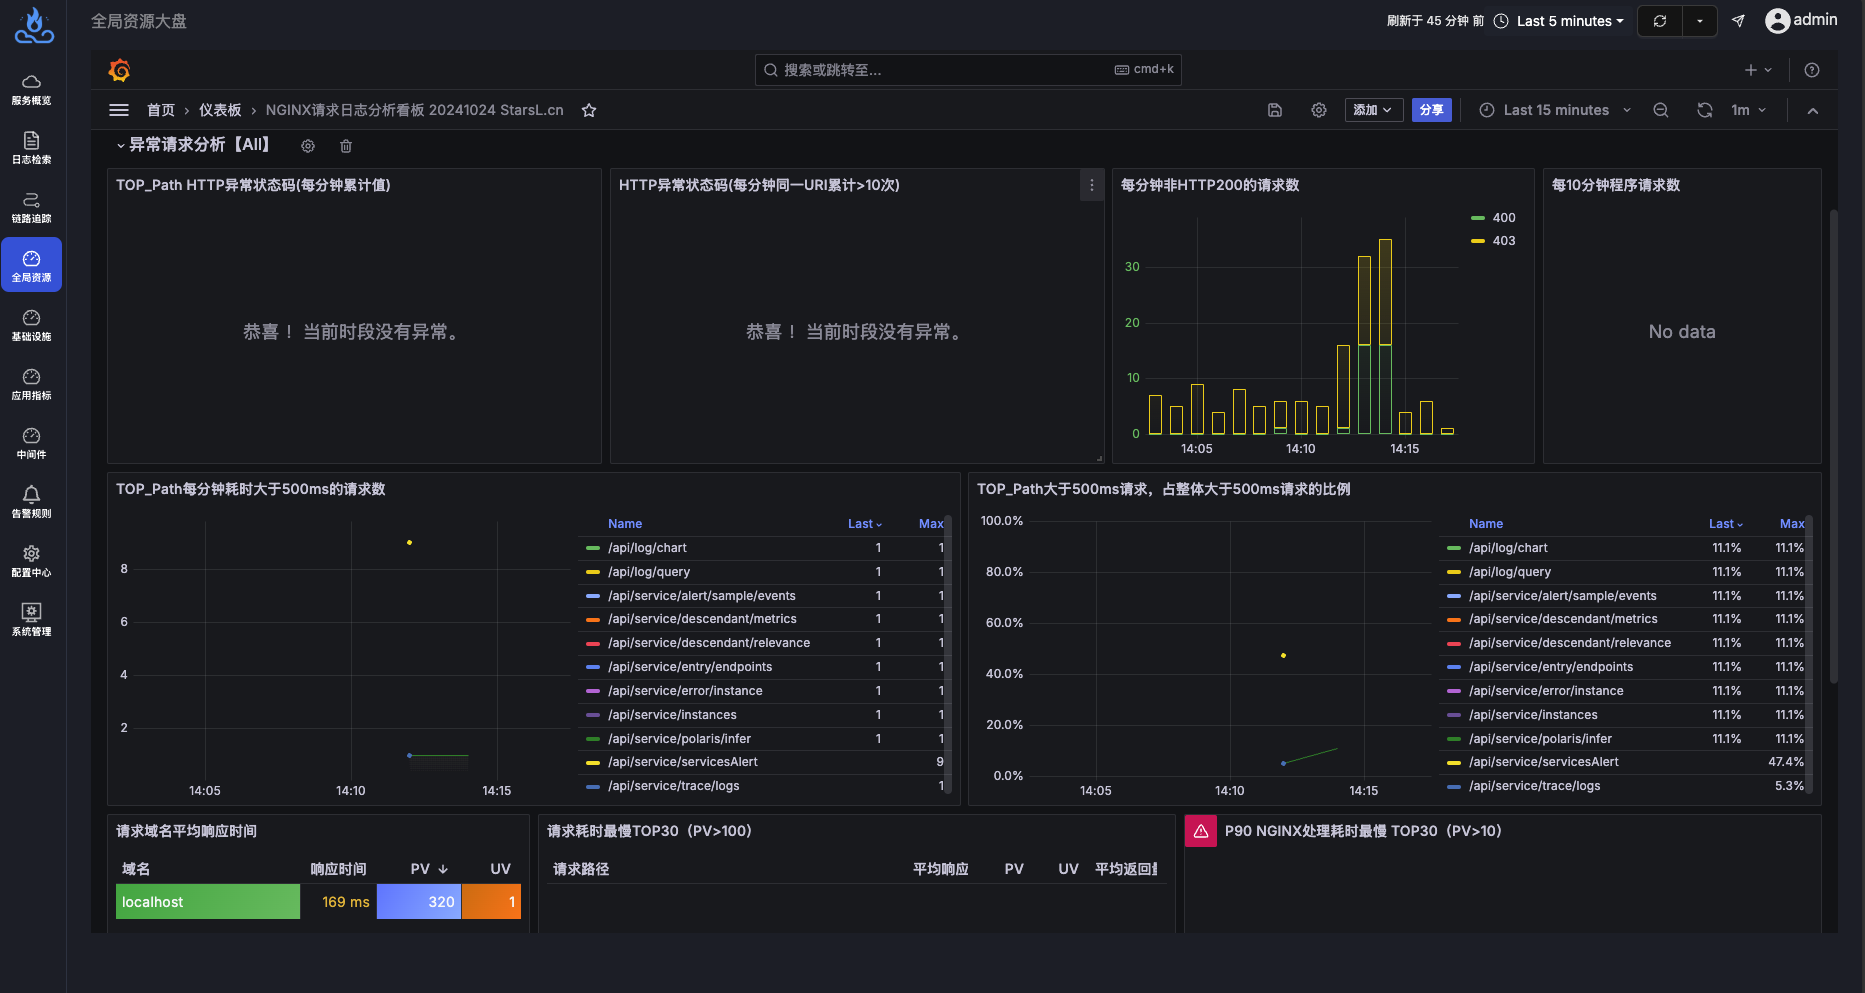 全局资源大盘
刷新于 45 分钟 前
Last 5 minutes
admin
服务概览
日志检索
链路追踪
全局资源
基础设施
应用指标
中间件
告警规则
配置中心
系统管理
搜索或跳转至...
cmd+k
首页 › 仪表板 › NGINX请求日志分析看板 20241024 StarsL.cn
添加
分享
Last 15 minutes
1m
异常请求分析【All】
TOP_Path HTTP异常状态码(每分钟累计值)
恭喜 ！ 当前时段没有异常。
HTTP异常状态码(每分钟同一URI累计>10次)
恭喜 ！ 当前时段没有异常。
每分钟非HTTP200的请求数
400
403
30
20
10
0
14:05 14:10 14:15
每10分钟程序请求数
No data
TOP_Path每分钟耗时大于500ms的请求数
8
6
4
2
14:05 14:10 14:15
Name Last Max
/api/log/chart 1 1
/api/log/query 1 1
/api/service/alert/sample/events 1 1
/api/service/descendant/metrics 1 1
/api/service/descendant/relevance 1 1
/api/service/entry/endpoints 1 1
/api/service/error/instance 1 1
/api/service/instances 1 1
/api/service/polaris/infer 1 1
/api/service/servicesAlert 9
/api/service/trace/logs 1
TOP_Path大于500ms请求，占整体大于500ms请求的比例
100.0%
80.0%
60.0%
40.0%
20.0%
0.0%
14:05 14:10 14:15
Name Last Max
/api/log/chart 11.1% 11.1%
/api/log/query 11.1% 11.1%
/api/service/alert/sample/events 11.1% 11.1%
/api/service/descendant/metrics 11.1% 11.1%
/api/service/descendant/relevance 11.1% 11.1%
/api/service/entry/endpoints 11.1% 11.1%
/api/service/error/instance 11.1% 11.1%
/api/service/instances 11.1% 11.1%
/api/service/polaris/infer 11.1% 11.1%
/api/service/servicesAlert 47.4%
/api/service/trace/logs 5.3%
请求域名平均响应时间
域名 响应时间 PV UV
localhost 169 ms 320 1
请求耗时最慢TOP30（PV>100）
请求路径 平均响应 PV UV 平均返回
P90 NGINX处理耗时最慢 TOP30（PV>10）